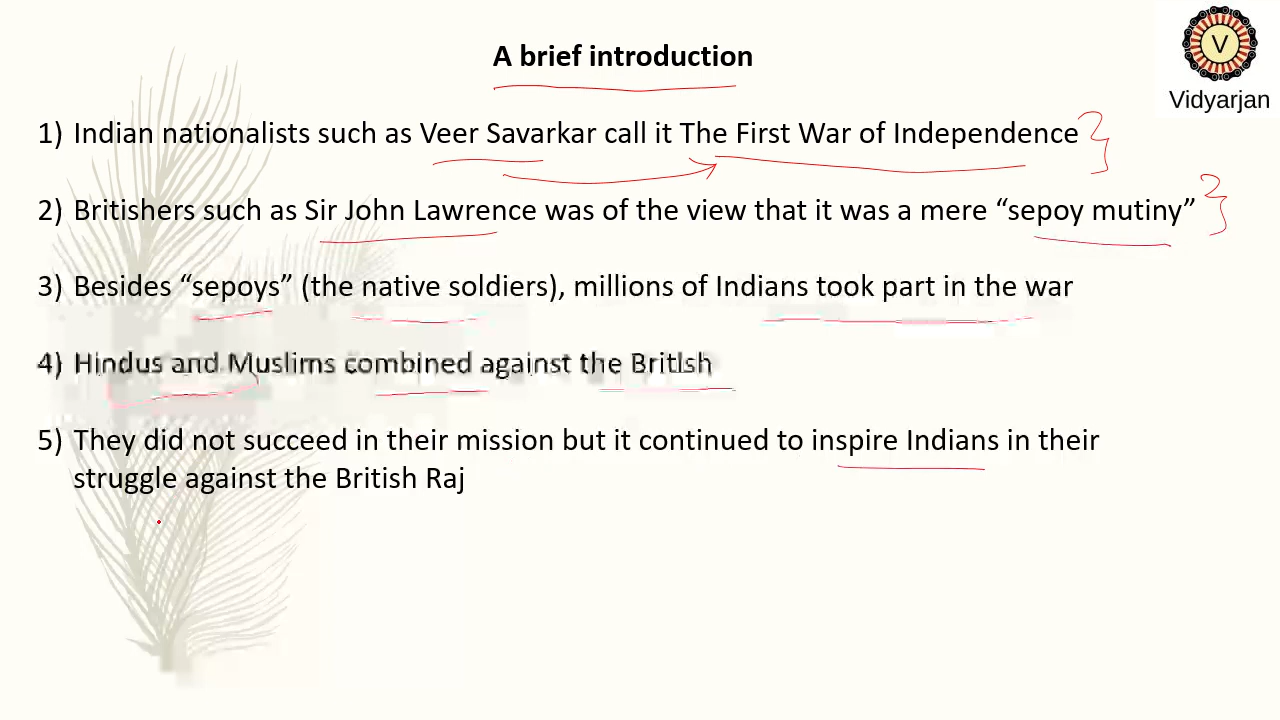 A brief introduction
V
Vidyarjan
1) Indian nationalists such as Veer Savarkar call it The First War of Independence
2) Britishers such as Sir John Lawrence was of the view that it was a mere “sepoy mutiny”
3) Besides “sepoys” (the native soldiers), millions of Indians took part in the war
4) Hindus and Muslims combined against the British
5) They did not succeed in their mission but it continued to inspire Indians in their
struggle against the British Raj